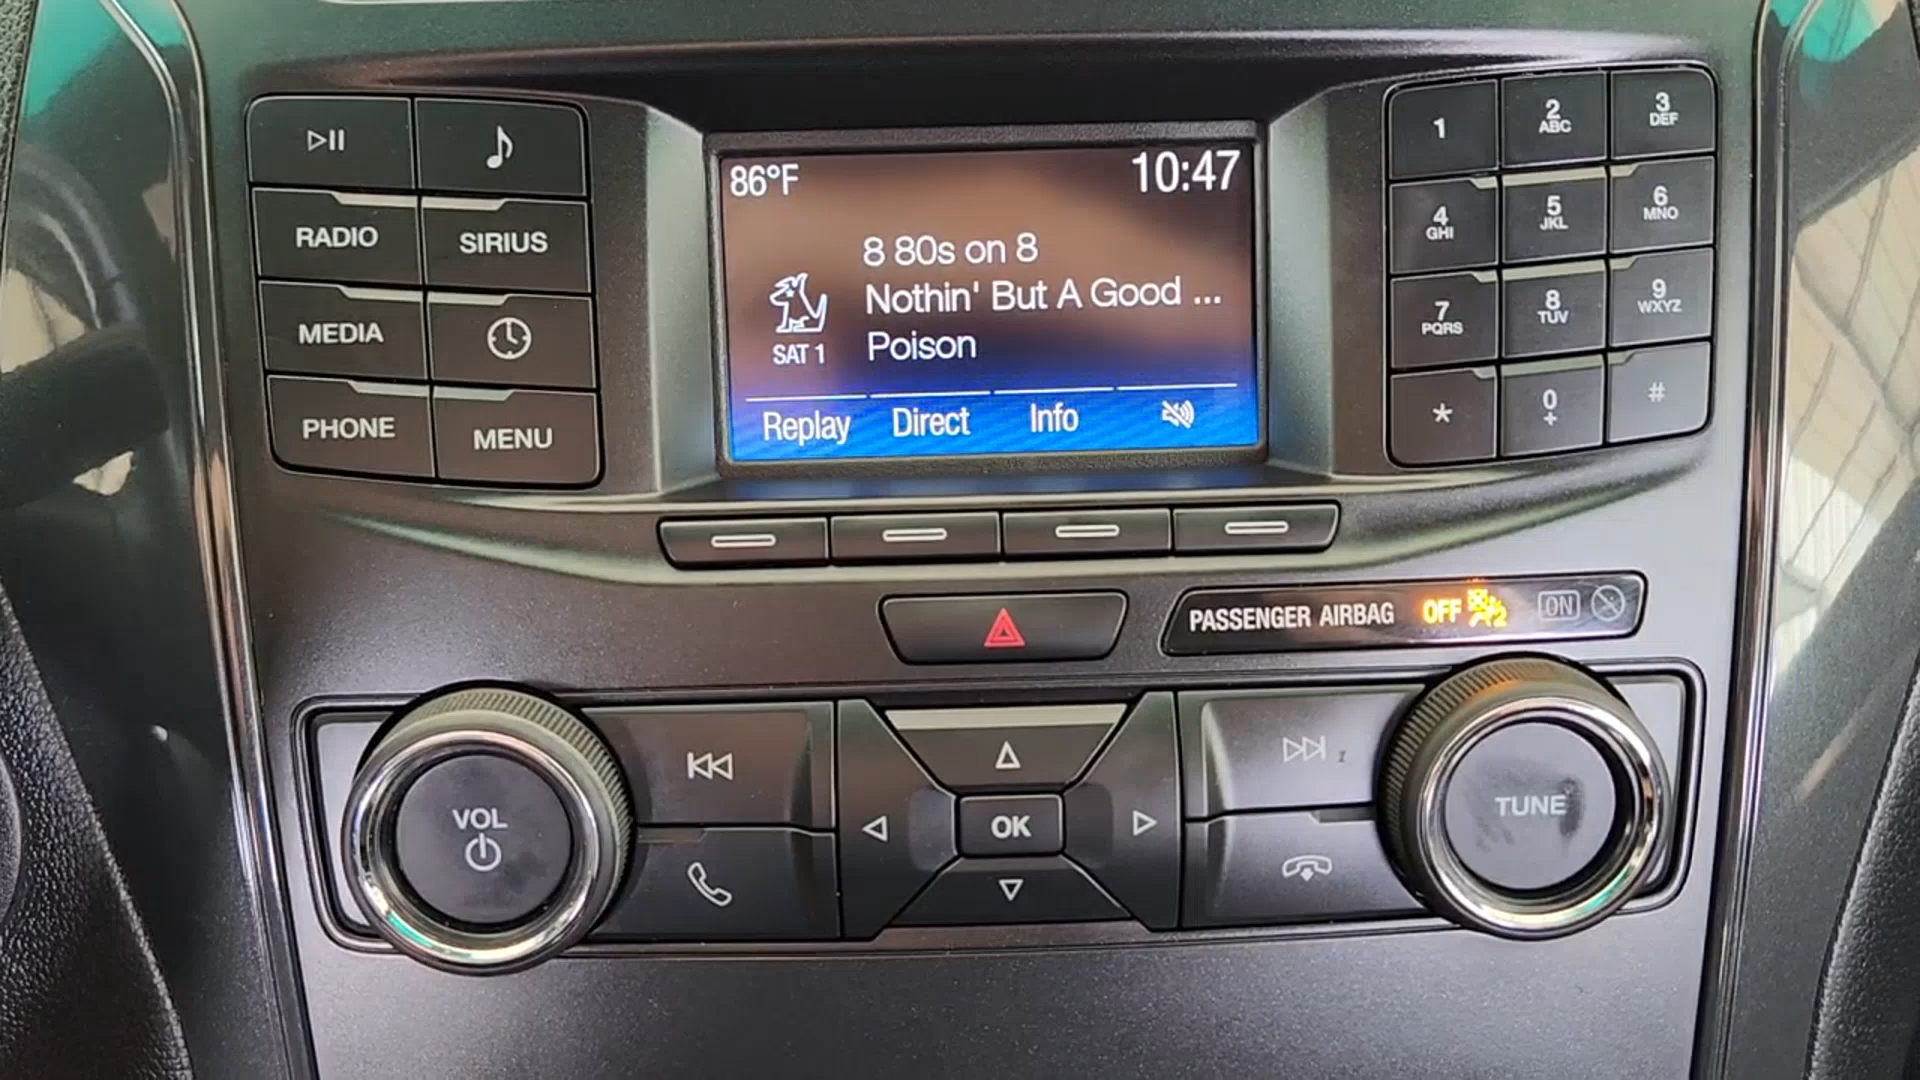 86°F 10:47
8 80s on 8
Nothin' But A Good ...
Poison
SAT 1
Replay Direct Info
RADIO SIRIUS
MEDIA
PHONE MENU
1 2 ABC 3 DEF
4 GHI 5 JKL 6 MNO
7 PQRS 8 TUV 9 WXYZ
* 0 + #
PASSENGER AIRBAG OFF 2 ON
VOL
OK
TUNE